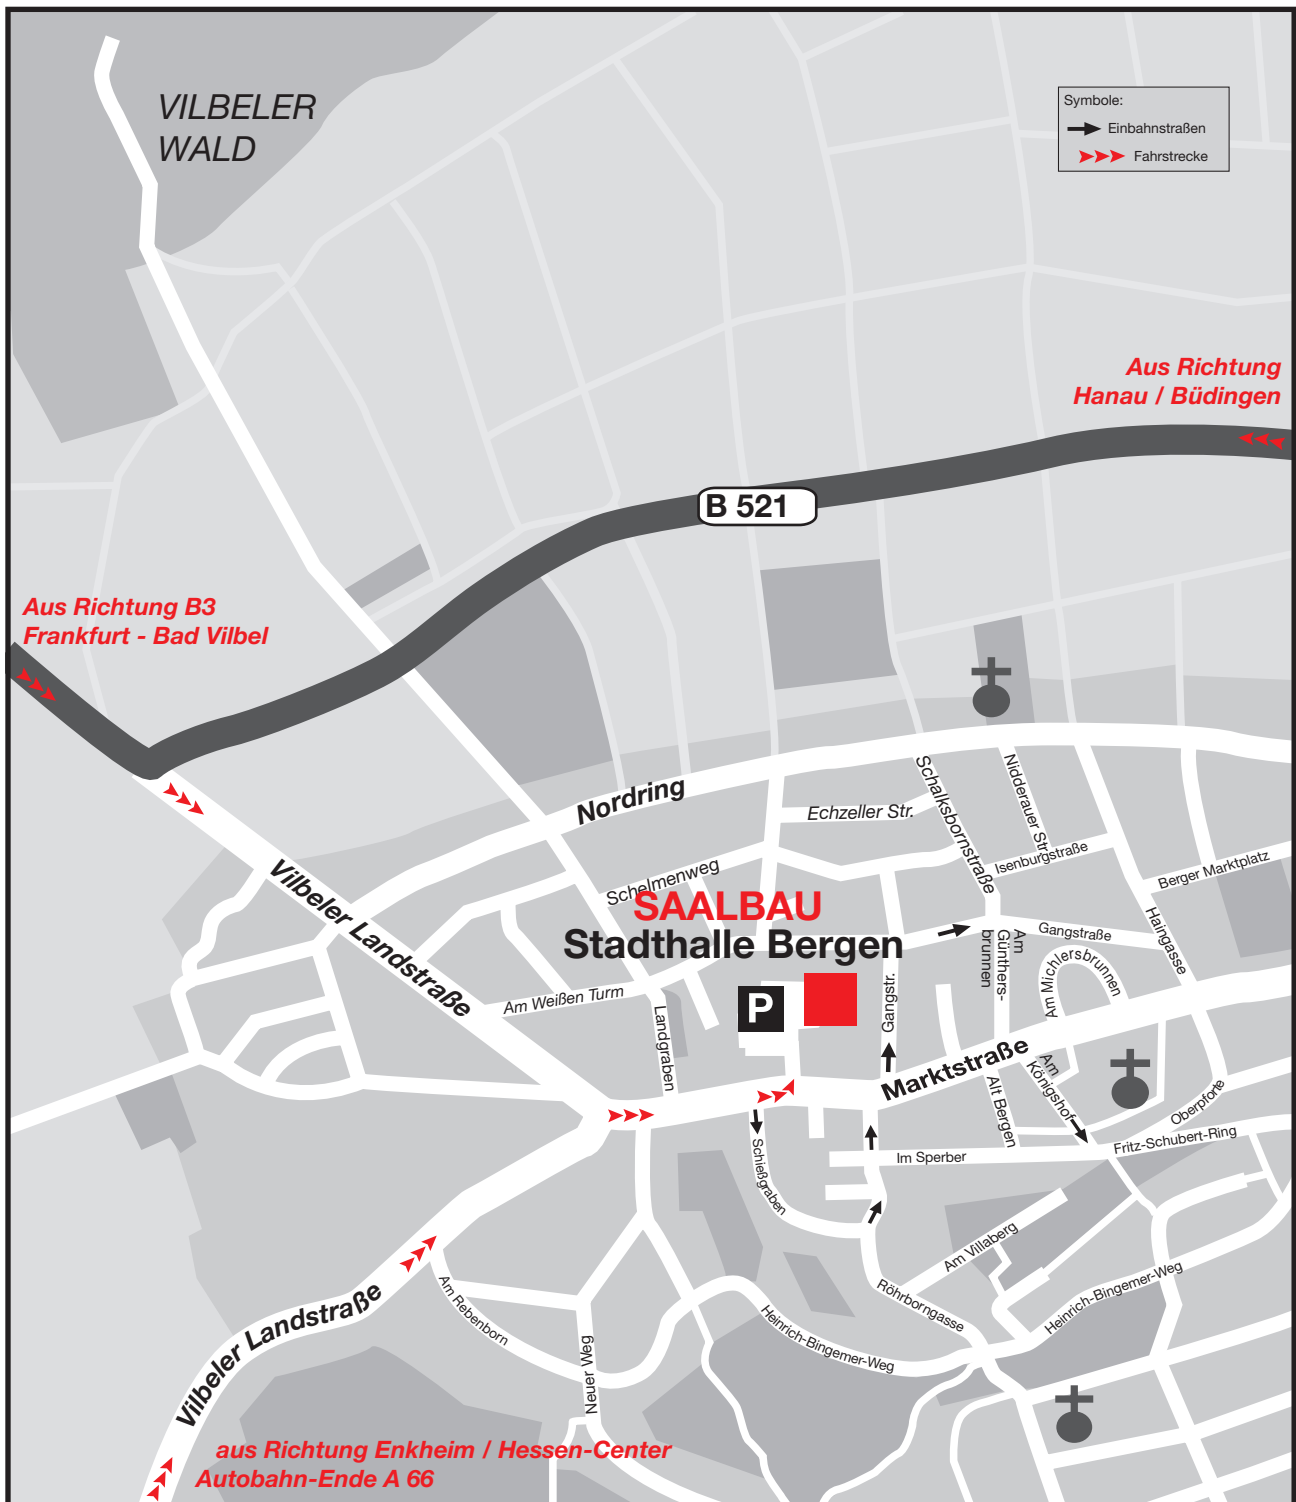 VILBELER
WALD
Symbole:
Einbahnstraßen
Fahrstrecke
Aus Richtung
Hanau / Büdingen
B 521
Aus Richtung B3
Frankfurt - Bad Vilbel
Nordring
Echzeller Str.
Schalksbornstraße
Nidderauer Str.
Isenburgstraße
Berger Marktplatz
Vilbeler Landstraße
Schelmenweg
SAALBAU
Stadthalle Bergen
Gangstraße
Haingasse
Am
Günthers-
brunnen
Am Michlersbrunnen
Am Weißen Turm
P
Gangstr.
Landgraben
Marktstraße
Am
Königshof
Alt Bergen
Oberpforte
Fritz-Schubert-Ring
Im Sperber
Schießgraben
Am Villaberg
Röhrborngasse
Heinrich-Bingemer-Weg
Heinrich-Bingemer-Weg
Am Rebenborn
Neuer Weg
Vilbeler Landstraße
aus Richtung Enkheim / Hessen-Center
Autobahn-Ende A 66